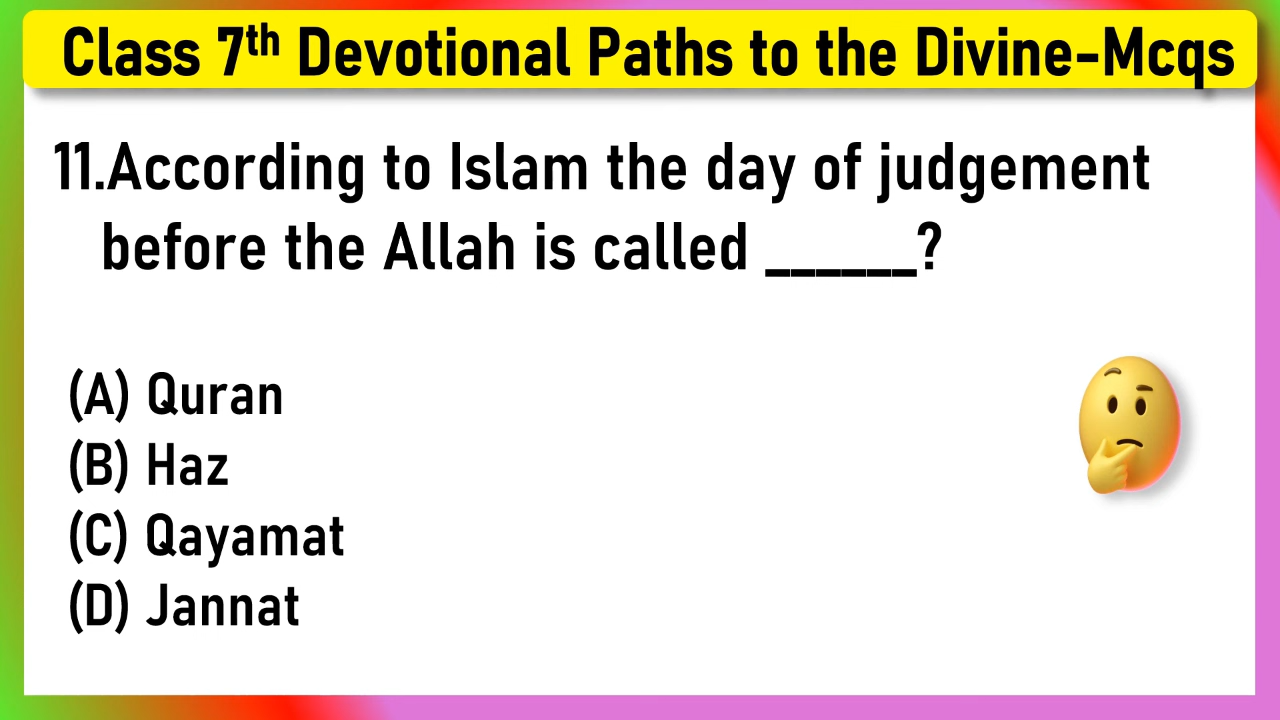 Class 7th Devotional Paths to the Divine-Mcqs
11.According to Islam the day of judgement
before the Allah is called ______?
(A) Quran
(B) Haz
(C) Qayamat
(D) Jannat